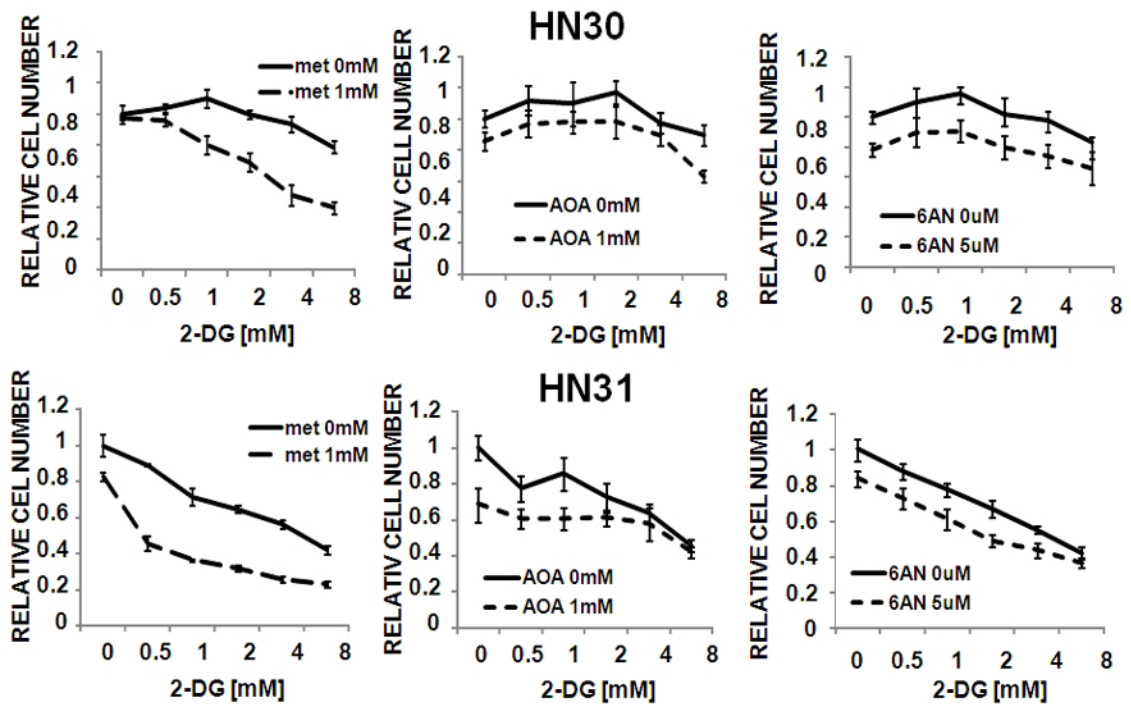 HN30
RELATIVE CEL NUMBER
1.2
1
0.8
0.6
0.4
0.2
0
met 0mM
met 1mM
0 0.5 1 2 4 8
2-DG [mM]
RELATIV CELL NUMBER
1.2
1
0.8
0.6
0.4
0.2
0
AOA 0mM
AOA 1mM
0 0.5 1 2 4 8
2-DG [mM]
RELATIVE CEL NUMBER
1.2
1
0.8
0.6
0.4
0.2
0
6AN 0uM
6AN 5uM
0 0.5 1 2 4 8
2-DG [mM]
HN31
RELATIVE CEL NUMBER
1.2
1
0.8
0.6
0.4
0.2
0
met 0mM
met 1mM
0 0.5 1 2 4 8
2-DG [mM]
RELATIVE CEL NUMBER
1.2
1
0.8
0.6
0.4
0.2
0
AOA 0mM
AOA 1mM
0 0.5 1 2 4 8
2-DG [mM]
RELATIVE CEL NUMBER
1.2
1
0.8
0.6
0.4
0.2
0
6AN 0uM
6AN 5uM
0 0.5 1 2 4 8
2-DG [mM]